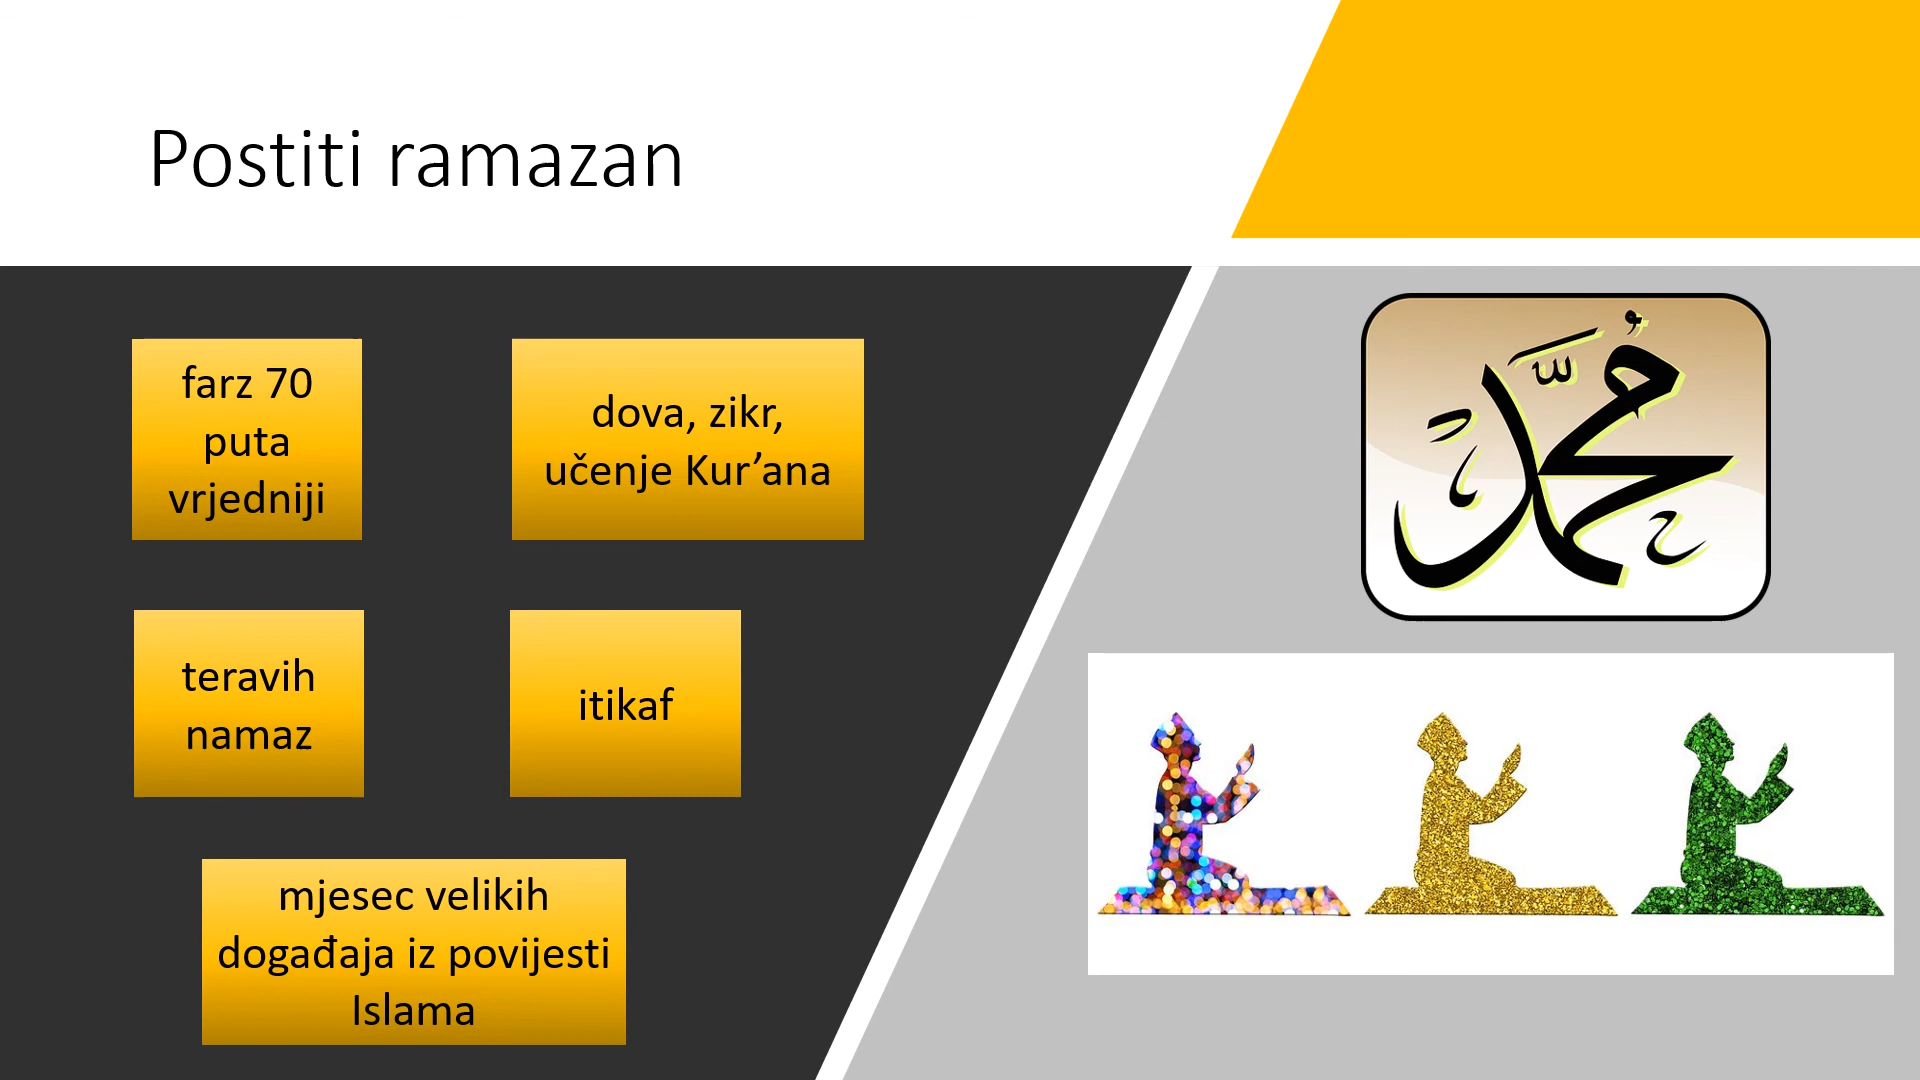 Postiti ramazan
farz 70
puta
vrjedniji
dova, zikr,
učenje Kur’ana
teravih
namaz
itikaf
mjesec velikih
događaja iz povijesti
Islama
مُحَمَّد